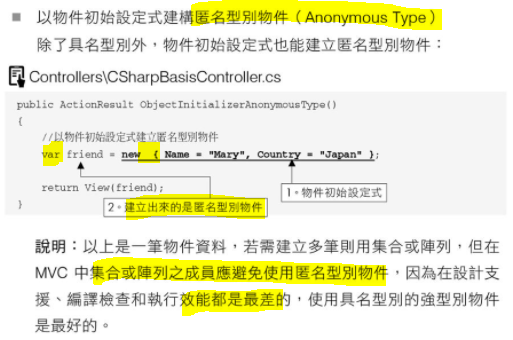 ■ 以物件初始設定式建構匿名型別物件（Anonymous Type）
除了具名型別外，物件初始設定式也能建立匿名型別物件：
Controllers\CSharpBasisController.cs
public ActionResult ObjectInitializerAnonymousType()
{
//以物件初始設定式建立匿名型別物件
var friend = new { Name = "Mary", Country = "Japan" };
return View(friend);
1。物件初始設定式
}
2。建立出來的是匿名型別物件
說明：以上是一筆物件資料，若需建立多筆則用集合或陣列，但在
MVC 中集合或陣列之成員應避免使用匿名型別物件，因為在設計支
援、編譯檢查和執行效能都是最差的，使用具名型別的強型別物件
是最好的。